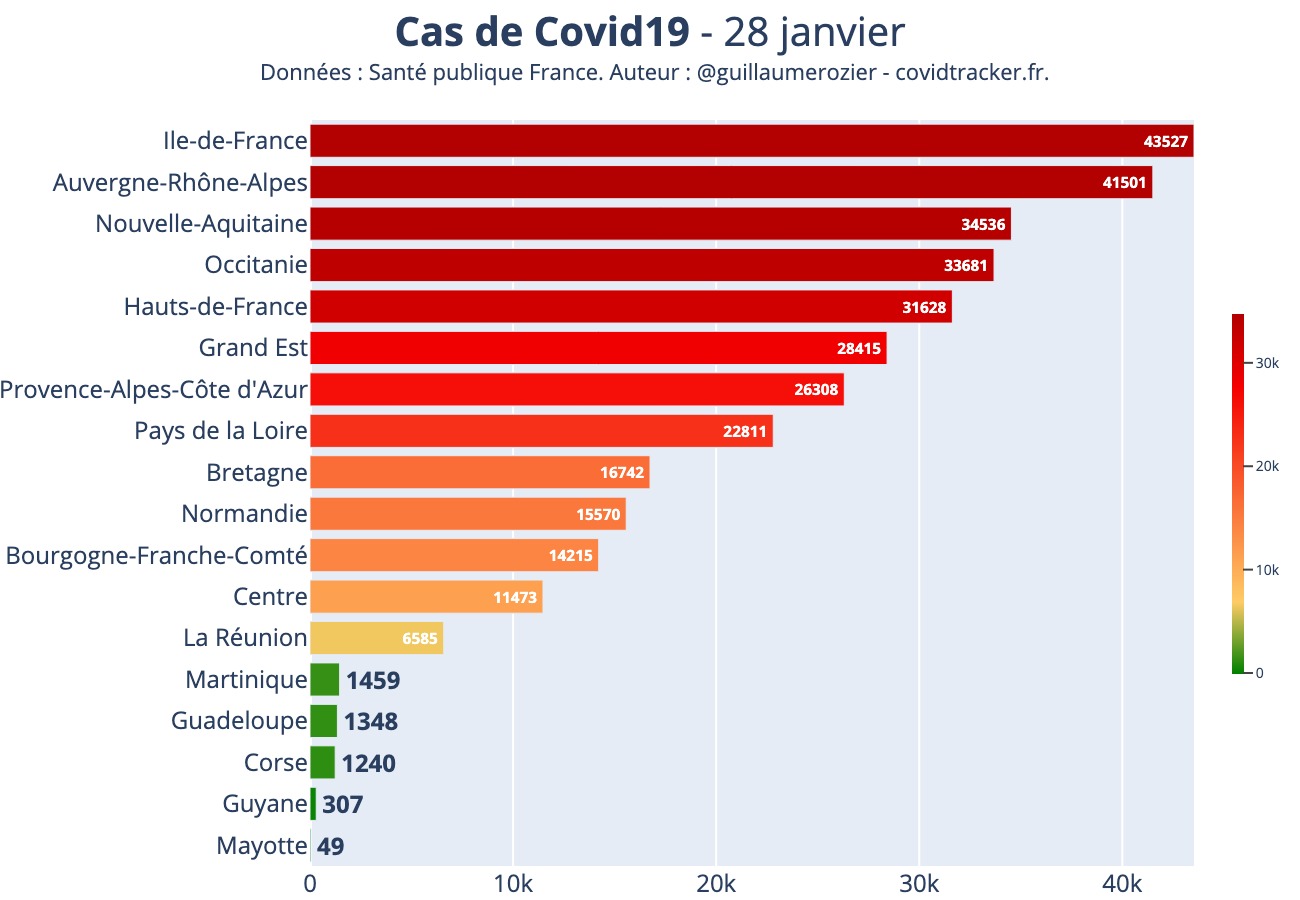 Cas de Covid19 - 28 janvier
Données : Santé publique France. Auteur : @guillaumerozier - covidtracker.fr.
Ile-de-France 43527
Auvergne-Rhône-Alpes 41501
Nouvelle-Aquitaine 34536
Occitanie 33681
Hauts-de-France 31628
Grand Est 28415
Provence-Alpes-Côte d'Azur 26308
Pays de la Loire 22811
Bretagne 16742
Normandie 15570
Bourgogne-Franche-Comté 14215
Centre 11473
La Réunion 6585
Martinique 1459
Guadeloupe 1348
Corse 1240
Guyane 307
Mayotte 49
0 10k 20k 30k 40k
30k
20k
10k
0